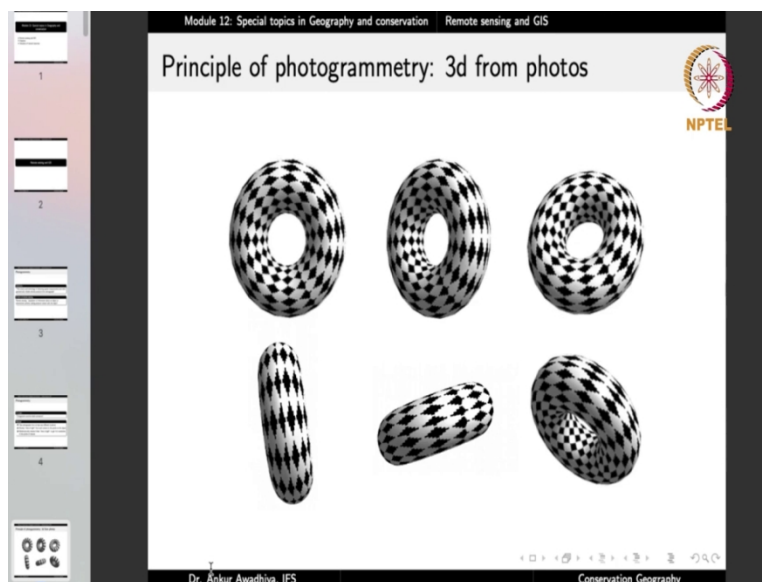 Module 12: Special topics in Geography and conservation Remote sensing and GIS
Principle of photogrammetry: 3d from photos
NPTEL
1
2
3
4
Dr. Ankur Awadhiya, IFS Conservation Geography